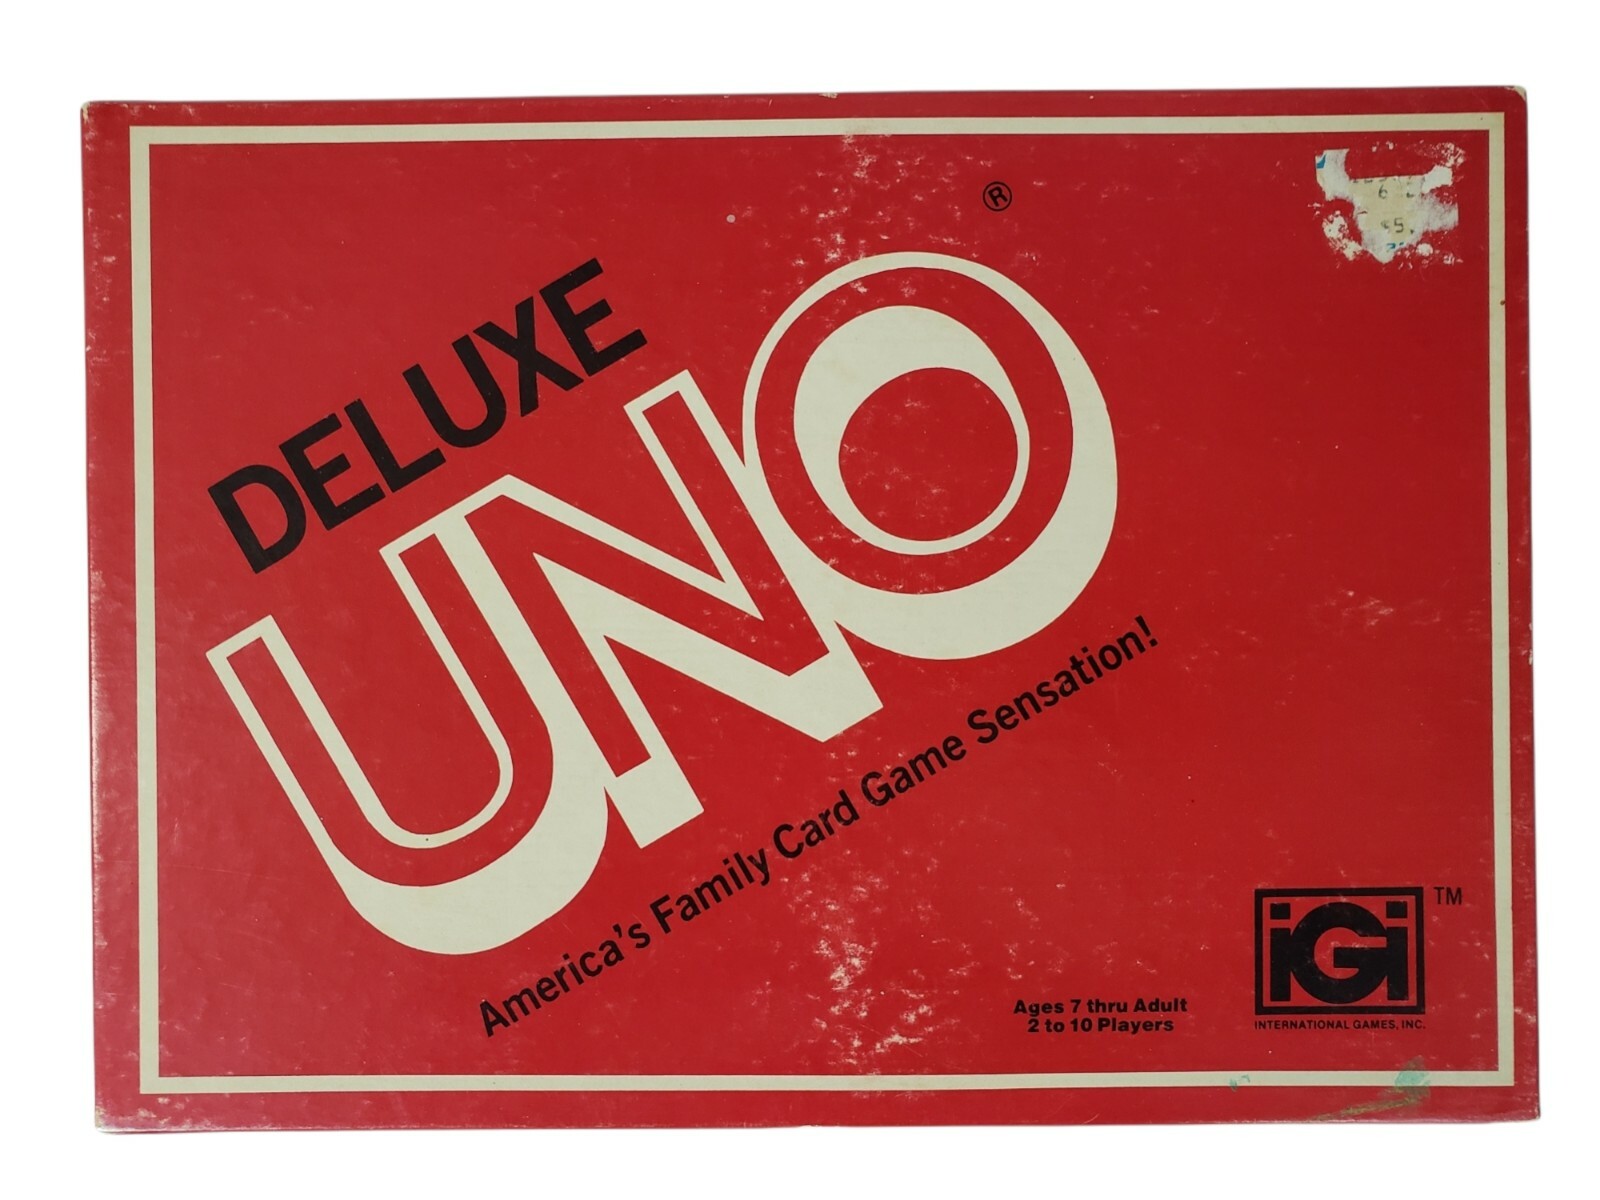 DELUXE
UNO®
America's Family Card Game Sensation!
Ages 7 thru Adult
2 to 10 Players
iGi™
INTERNATIONAL GAMES, INC.